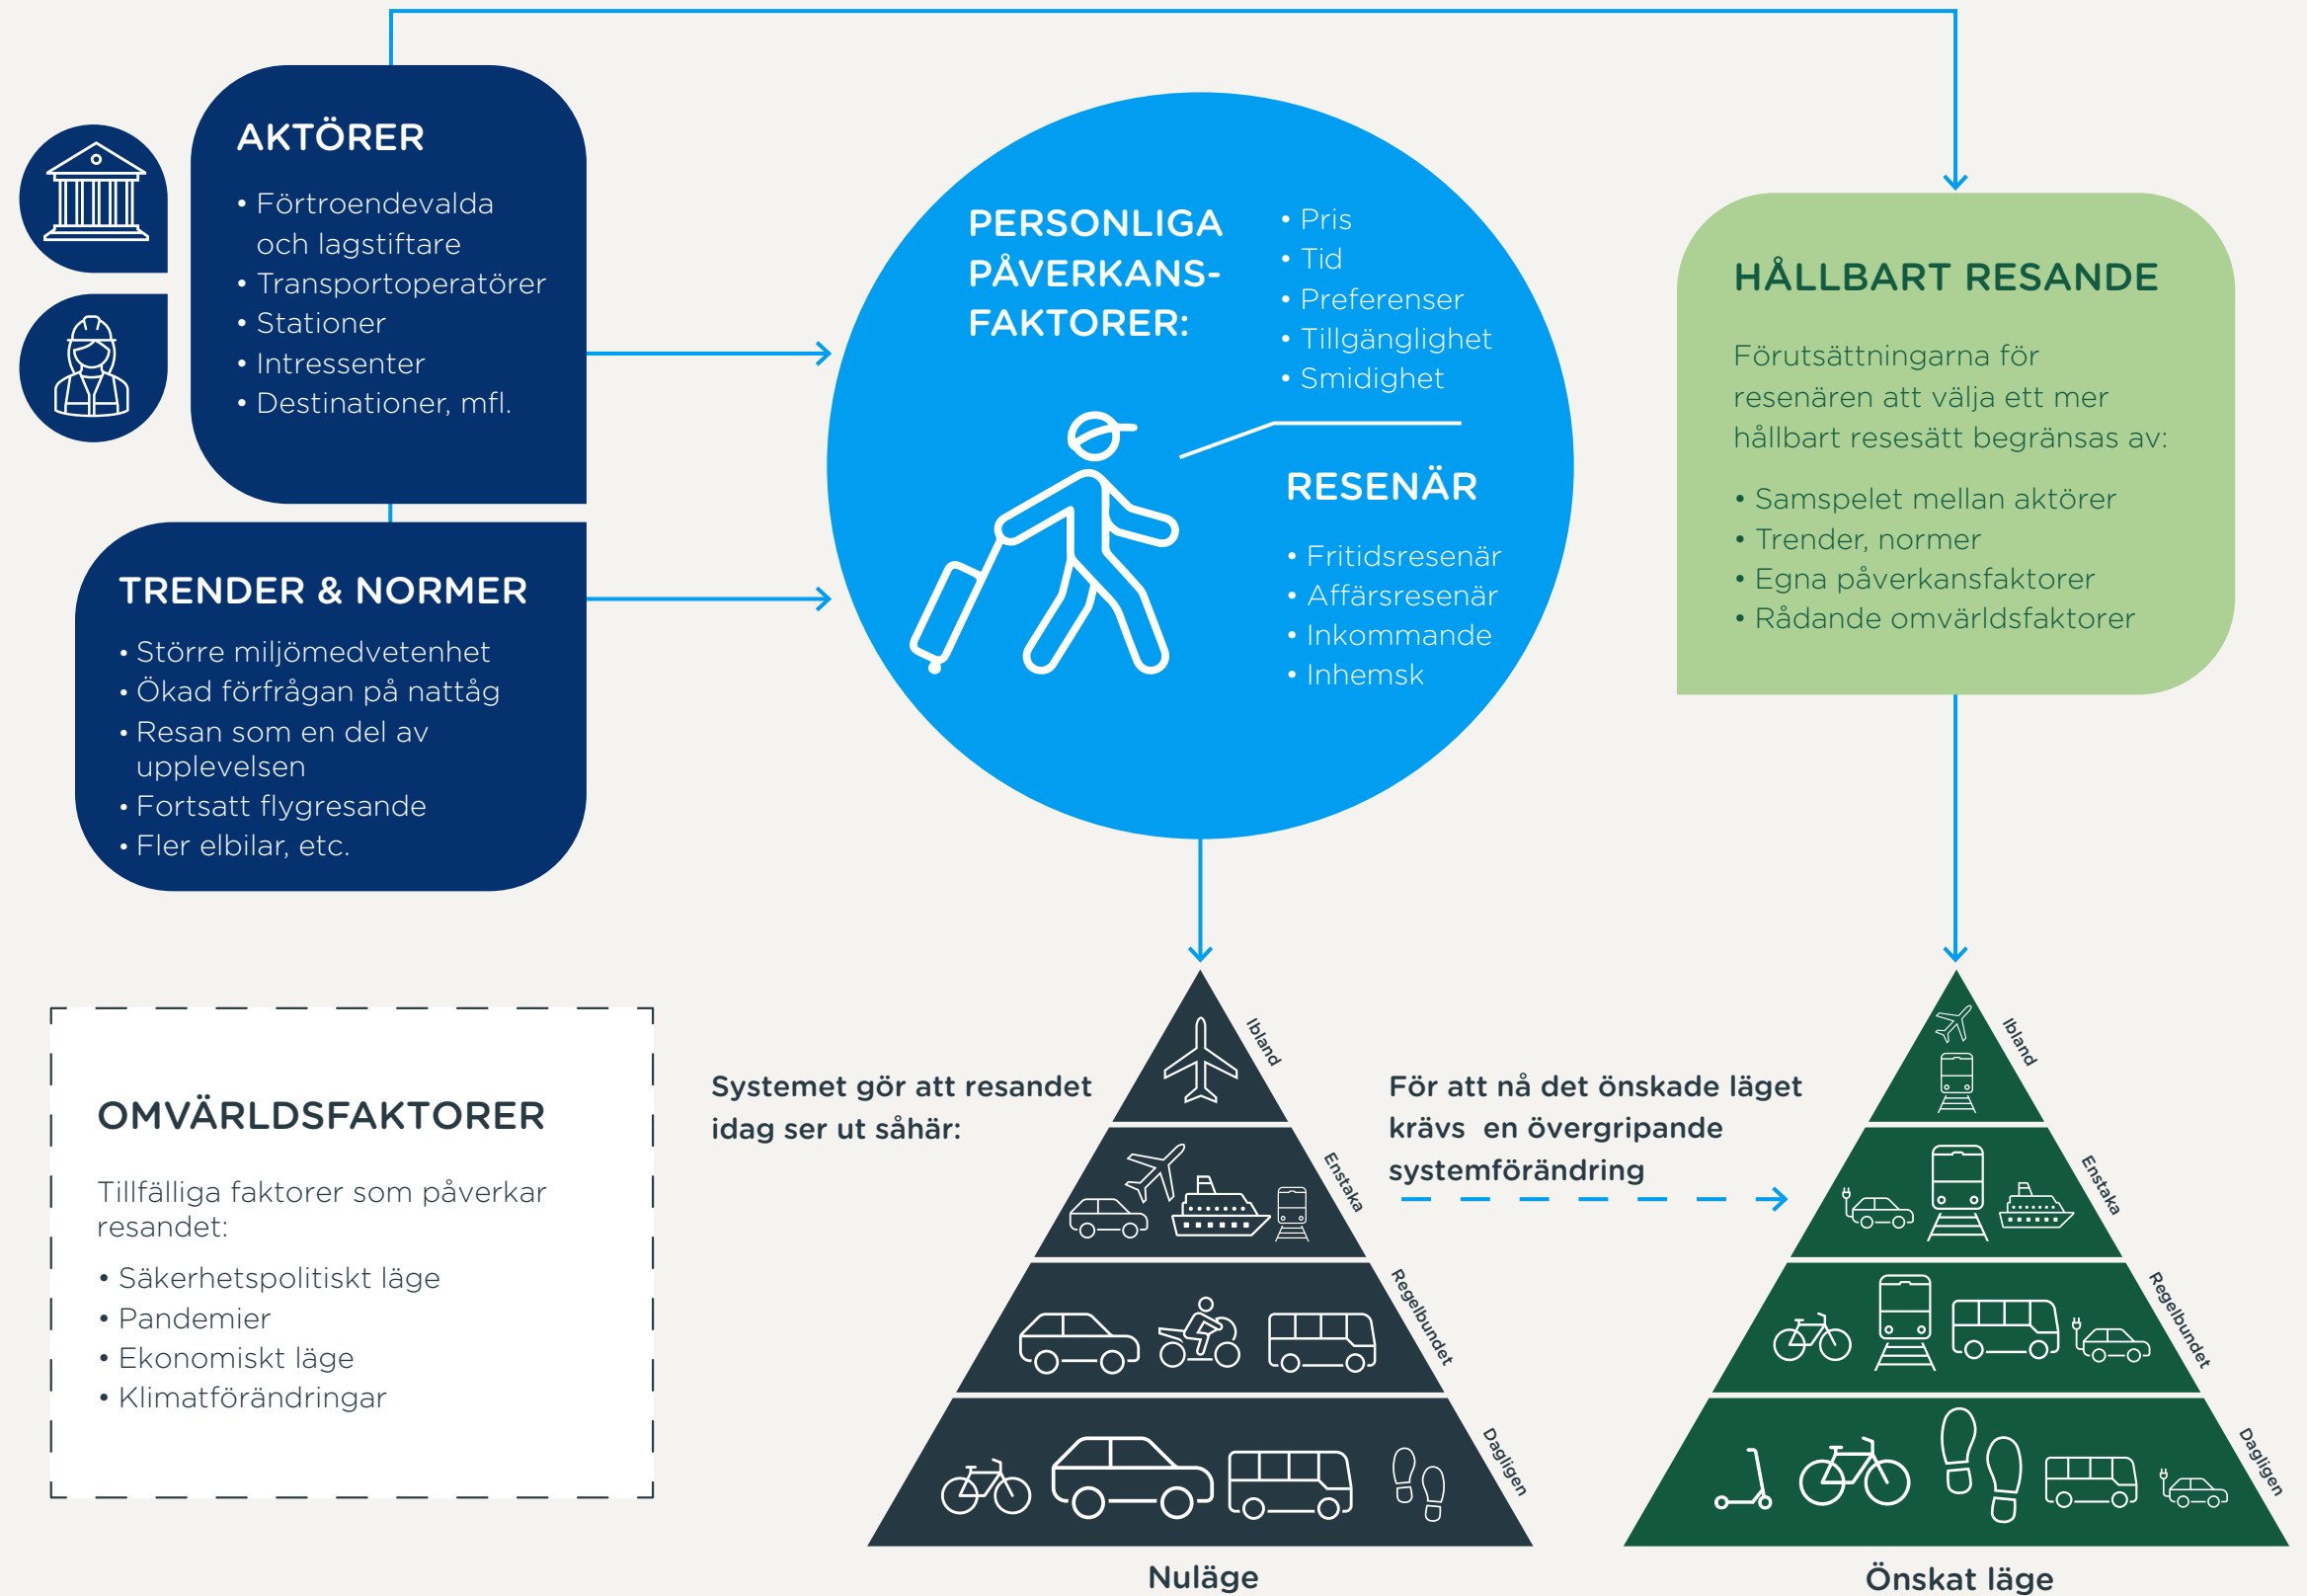 AKTÖRER
• Förtroendevalda
och lagstiftare
• Transportoperatörer
• Stationer
• Intressenter
• Destinationer, mfl.
TRENDER & NORMER
• Större miljömedvetenhet
• Ökad förfrågan på nattåg
• Resan som en del av
upplevelsen
• Fortsatt flygresande
• Fler elbilar, etc.
PERSONLIGA
PÅVERKANS-
FAKTORER:
• Pris
• Tid
• Preferenser
• Tillgänglighet
• Smidighet
RESENÄR
• Fritidsresenär
• Affärsresenär
• Inkommande
• Inhemsk
HÅLLBART RESANDE
Förutsättningarna för
resenären att välja ett mer
hållbart resesätt begränsas av:
• Samspelet mellan aktörer
• Trender, normer
• Egna påverkansfaktorer
• Rådande omvärldsfaktorer
OMVÄRLDSFAKTORER
Tillfälliga faktorer som påverkar
resandet:
• Säkerhetspolitiskt läge
• Pandemier
• Ekonomiskt läge
• Klimatförändringar
Systemet gör att resandet
idag ser ut såhär:
Ibland
Enstaka
Regelbundet
Dagligen
Nuläge
För att nå det önskade läget
krävs en övergripande
systemförändring
Ibland
Enstaka
Regelbundet
Dagligen
Önskat läge